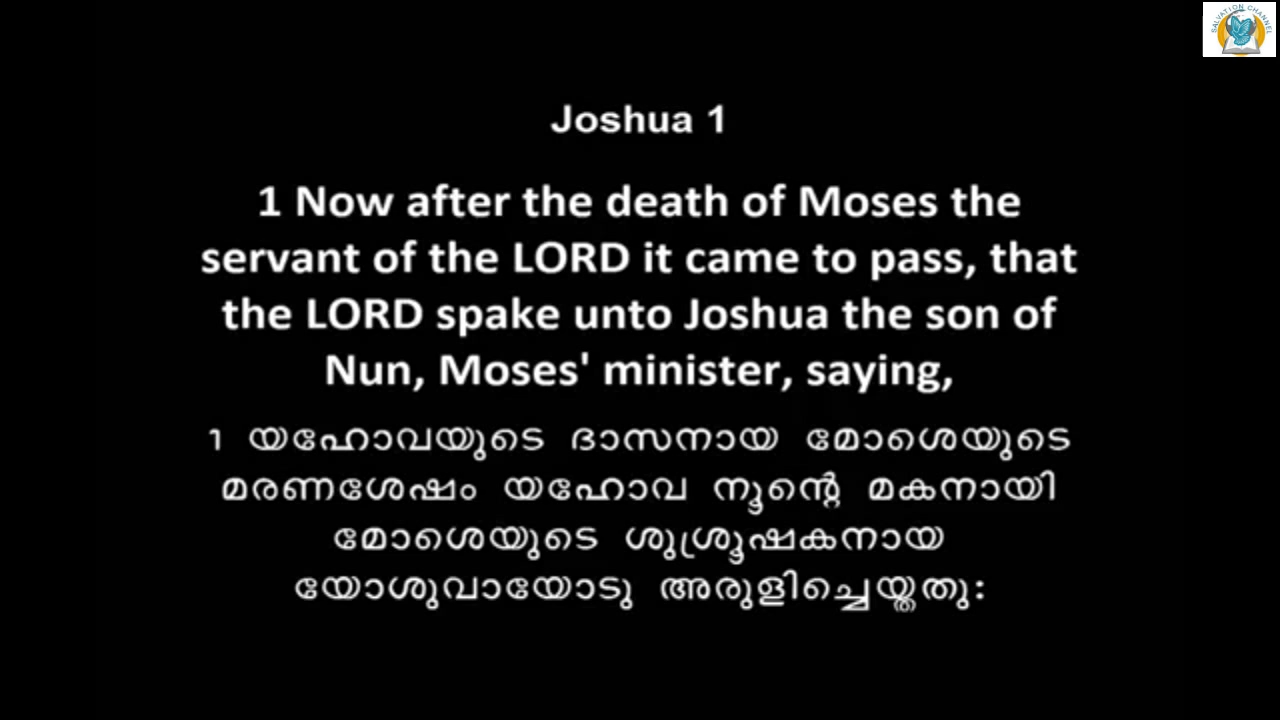 SALVATION CHANNEL
Joshua 1
1 Now after the death of Moses the
servant of the LORD it came to pass, that
the LORD spake unto Joshua the son of
Nun, Moses' minister, saying,
1 യഹോവയുടെ ദാസനായ മോശെയുടെ
മരണശേഷം യഹോവ നൂന്റെ മകനായി
മോശെയുടെ ശുശ്രൂഷകനായ
യോശുവായോടു അരുളിച്ചെയ്തതു: